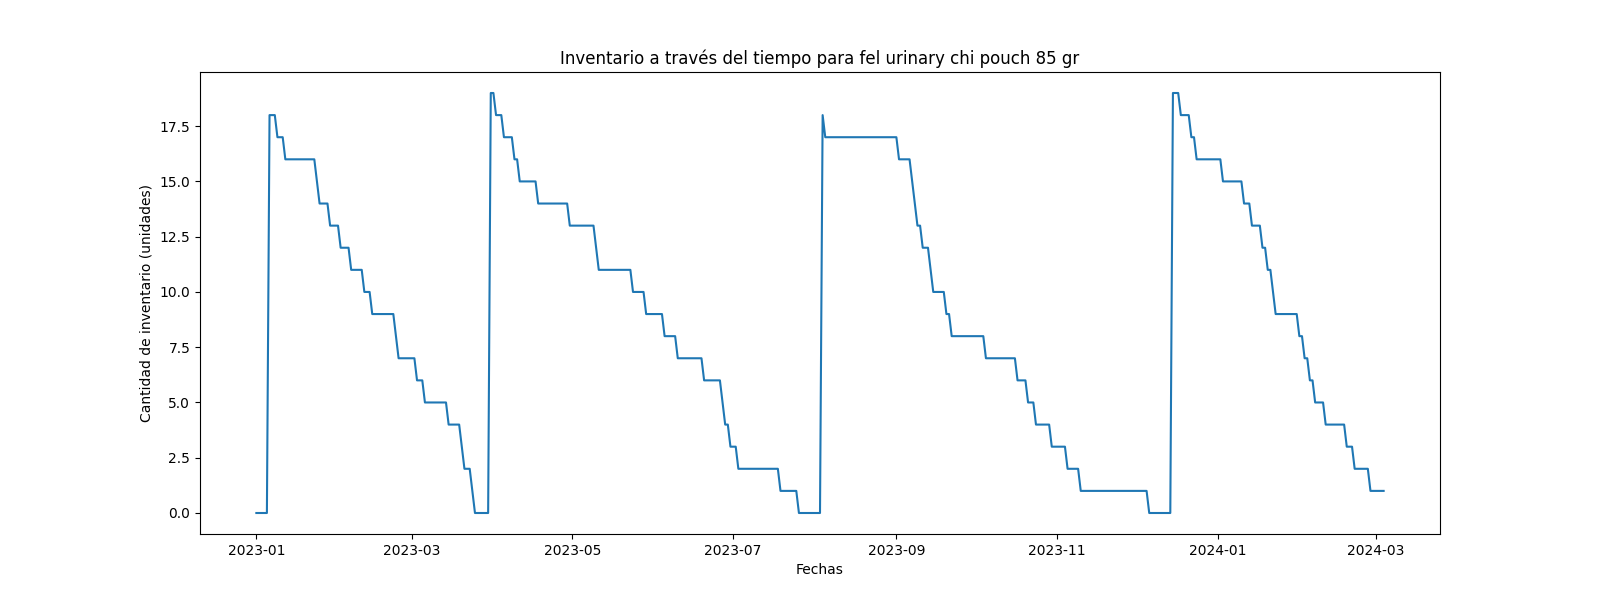 Inventario a través del tiempo para fel urinary chi pouch 85 gr
Cantidad de inventario (unidades)
17.5
15.0
12.5
10.0
7.5
5.0
2.5
0.0
2023-01 2023-03 2023-05 2023-07 2023-09 2023-11 2024-01 2024-03
Fechas